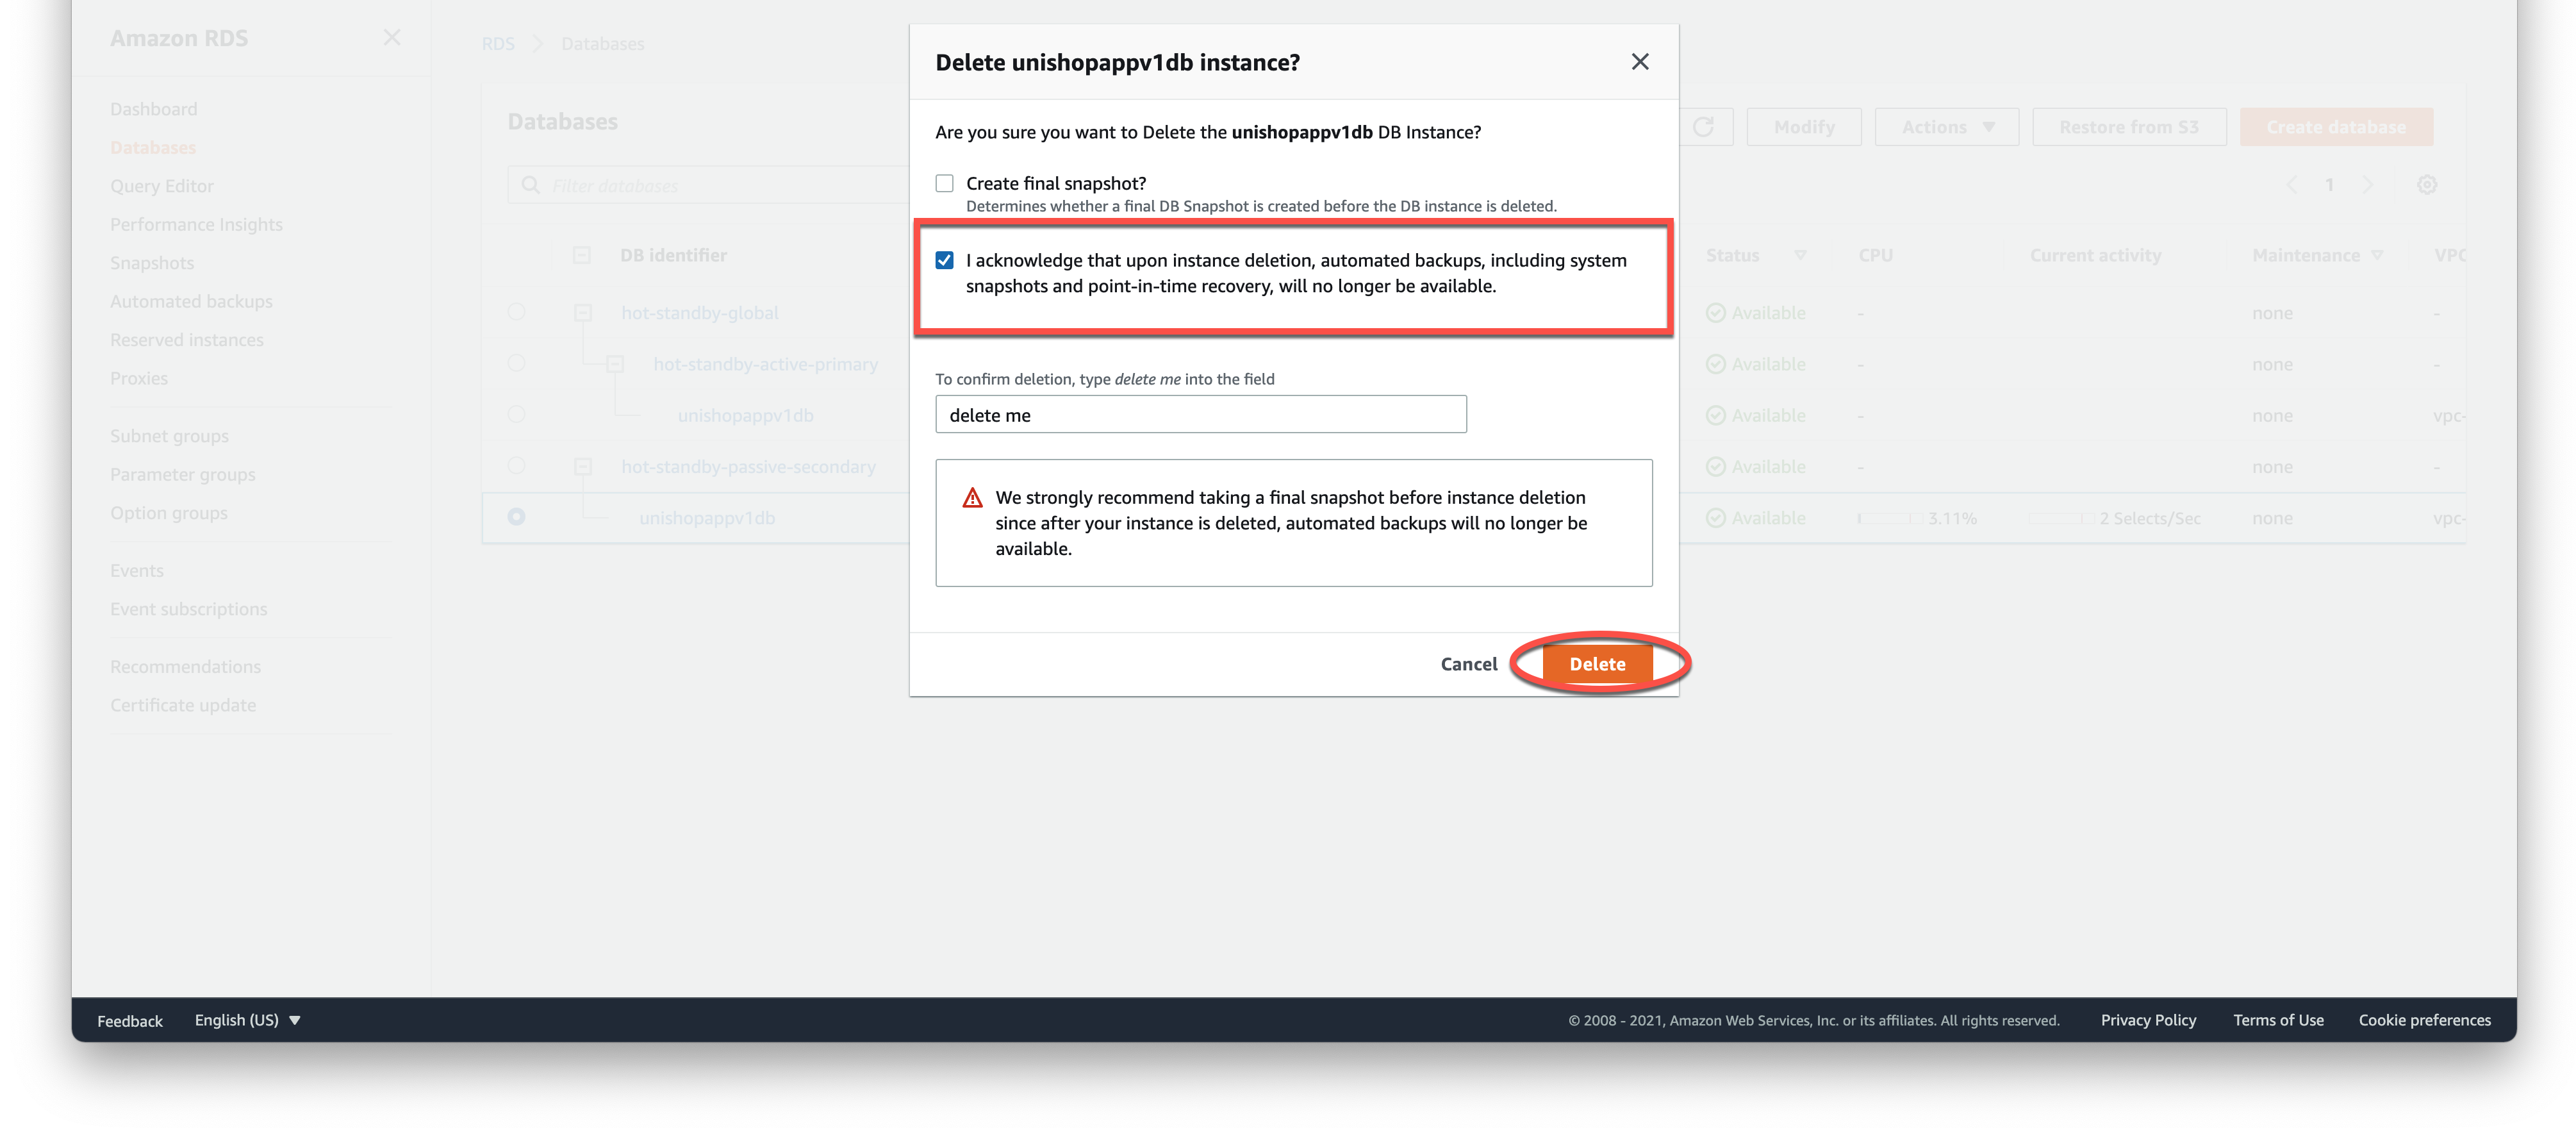 Amazon RDS
Dashboard
Databases
Query Editor
Performance Insights
Snapshots
Automated backups
Reserved instances
Proxies
Subnet groups
Parameter groups
Option groups
Events
Event subscriptions
Recommendations
Certificate update
RDS > Databases
Databases
Modify Actions Restore from S3 Create database
Filter databases
1
DB identifier Status CPU Current activity Maintenance VPC
hot-standby-global Available - none -
hot-standby-active-primary Available - none -
unishopappv1db Available - none vpc-
hot-standby-passive-secondary Available - none -
unishopappv1db Available 3.11% 2 Selects/Sec none vpc-
Delete unishopappv1db instance?
Are you sure you want to Delete the unishopappv1db DB Instance?
Create final snapshot?
Determines whether a final DB Snapshot is created before the DB instance is deleted.
I acknowledge that upon instance deletion, automated backups, including system
snapshots and point-in-time recovery, will no longer be available.
To confirm deletion, type delete me into the field
delete me
We strongly recommend taking a final snapshot before instance deletion
since after your instance is deleted, automated backups will no longer be
available.
Cancel Delete
Feedback English (US) © 2008 - 2021, Amazon Web Services, Inc. or its affiliates. All rights reserved. Privacy Policy Terms of Use Cookie preferences